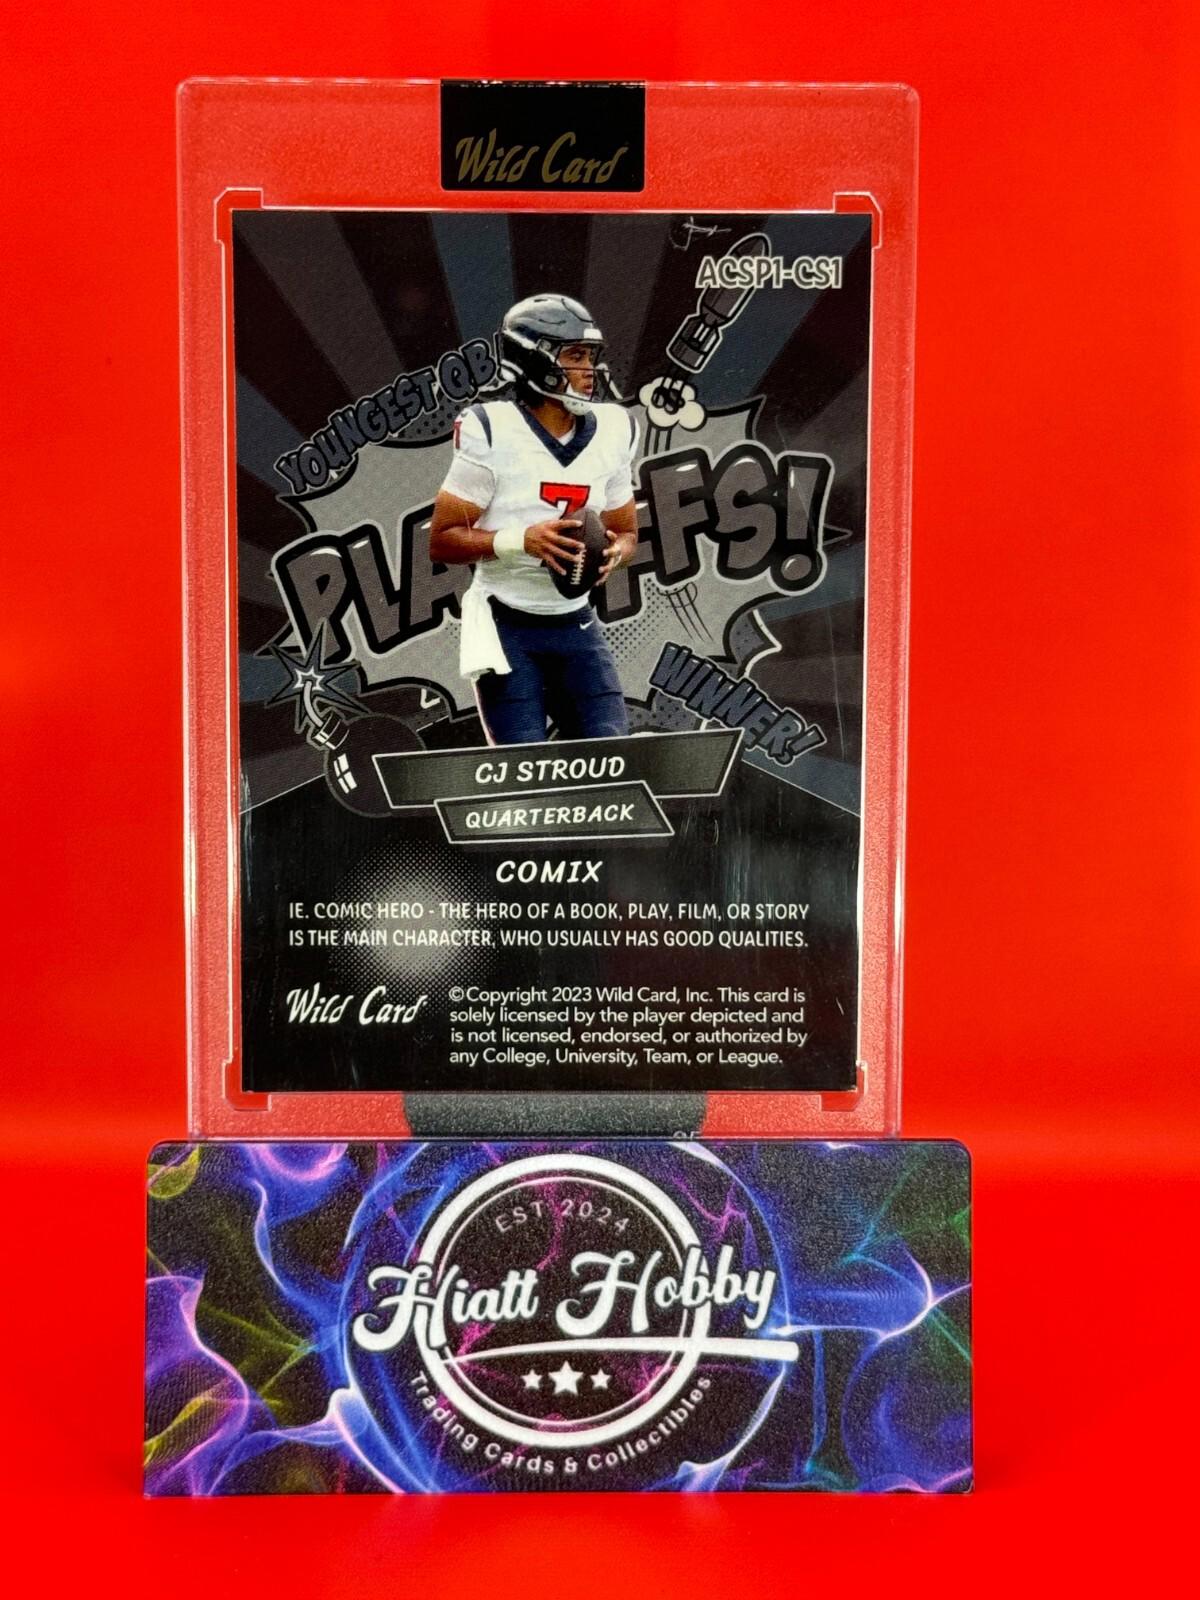 Wild Card
ACSP1-CS1
YOUNGEST QB
PLA FFS!
7
WINNER!
CJ STROUD
QUARTERBACK
COMIX
IE. COMIC HERO - THE HERO OF A BOOK, PLAY, FILM, OR STORY
IS THE MAIN CHARACTER, WHO USUALLY HAS GOOD QUALITIES.
Wild Card
©Copyright 2023 Wild Card, Inc. This card is
solely licensed by the player depicted and
is not licensed, endorsed, or authorized by
any College, University, Team, or League.
EST 2024
Hiatt Hobby
Trading Cards & Collectibles